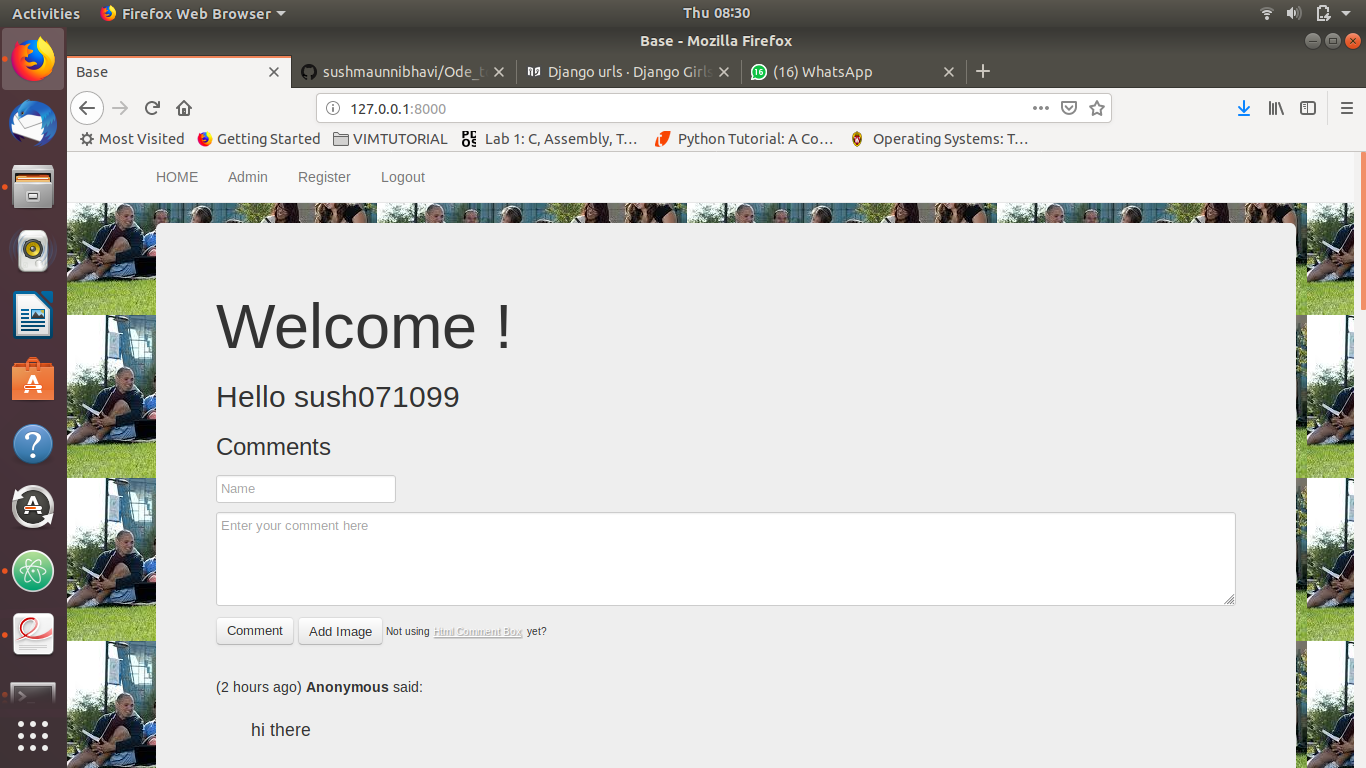 Activities Firefox Web Browser Thu 08:30
Base - Mozilla Firefox
Base sushmaunnibhavi/Ode_t Django urls · Django Girls (16) WhatsApp
127.0.0.1:8000
Most Visited Getting Started VIMTUTORIAL Lab 1: C, Assembly, T… Python Tutorial: A Co… Operating Systems: T…
HOME Admin Register Logout
Welcome !
Hello sush071099
Comments
Name
Enter your comment here
Comment Add Image Not using Html Comment Box yet?
(2 hours ago) Anonymous said:
hi there